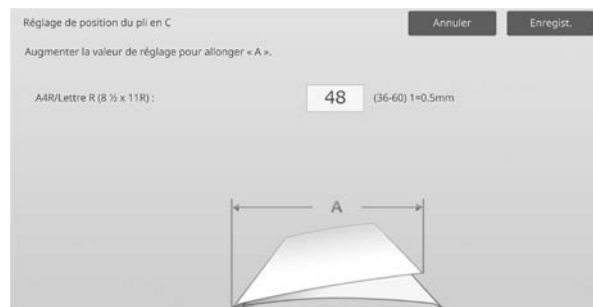 Réglage de position du pli en C
Annuler
Enregist.
Augmenter la valeur de réglage pour allonger « A ».
A4R/Lettre R (8 ½ x 11R) :
48
(36-60) 1=0.5mm
A